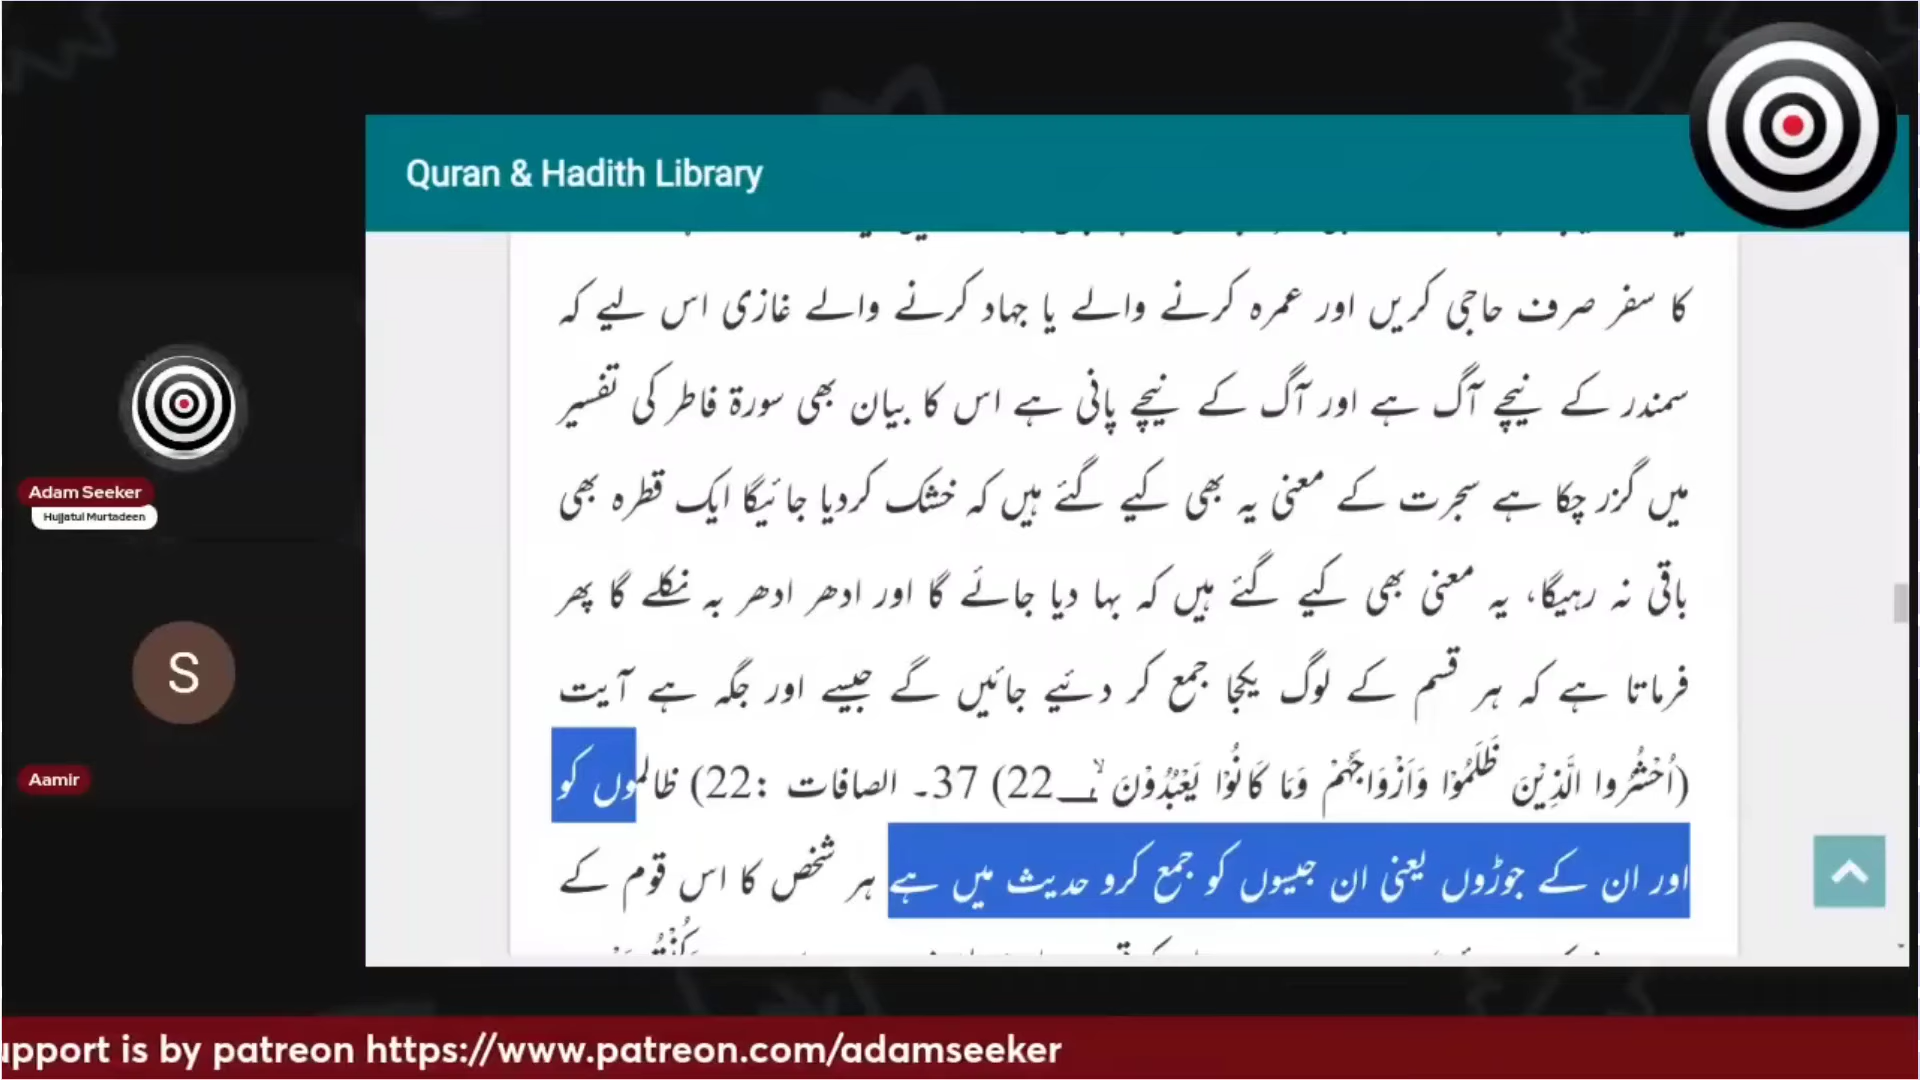 Quran & Hadith Library
کا سفر صرف حاجی کریں اور عمرہ کرنے والے یا جہاد کرنے والے غازی اس لیے کہ
سمندر کے نیچے آگ ہے اور آگ کے نیچے پانی ہے اس کا بیان بھی سورۃ فاطر کی تفسیر
میں گزر چکا ہے سجرت کے معنی یہ بھی کیے گئے ہیں کہ خشک کردیا جائیگا ایک قطرہ بھی
باقی نہ رہیگا، یہ معنی بھی کیے گئے ہیں کہ بہا دیا جائے گا اور ادھر ادھر بہ نکلے گا پھر
فرماتا ہے کہ ہر قسم کے لوگ یکجا جمع کر دئیے جائیں گے جیسے اور جگہ ہے آیت
(اُحْشُرُوا الَّذِيْنَ ظَلَمُوْا وَاَزْوَاجَهُمْ وَمَا كَانُوْا يَعْبُدُوْنَ 22ۙ) 37۔ الصافات :22) ظالموں کو
اور ان کے جوڑوں یعنی ان جیسوں کو جمع کرو حدیث میں ہے ہر شخص کا اس قوم کے
Adam Seeker
Hujjatul Murtadeen
S
Aamir
upport is by patreon https://www.patreon.com/adamseeker